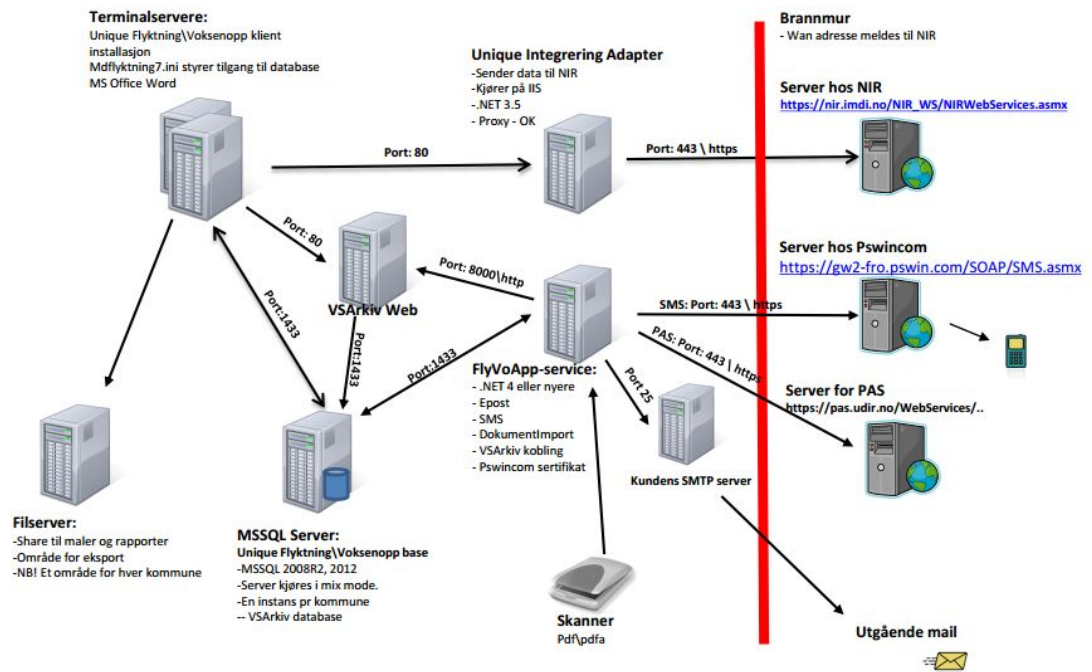 Terminalservere:
Unique Flyktning\Voksenopp klient
installasjon
Mdflyktning7.ini styrer tilgang til database
MS Office Word
Unique Integrering Adapter
-Sender data til NIR
-Kjører på IIS
-.NET 3.5
- Proxy - OK
Brannmur
- Wan adresse meldes til NIR
Server hos NIR
https://nir.imdi.no/NIR_WS/NIRWebServices.asmx
Port: 80
Port: 443 \ https
Port: 80
VSArkiv Web
Port: 8000\http
Server hos Pswincom
https://gw2-fro.pswin.com/SOAP/SMS.asmx
SMS: Port: 443 \ https
PAS: Port: 443 \ https
Port:1433
Port:1433
Port:1433
FlyVoApp-service:
- .NET 4 eller nyere
- Epost
- SMS
- DokumentImport
- VSArkiv kobling
- Pswincom sertifikat
Port 25
Kundens SMTP server
Server for PAS
https://pas.udir.no/WebServices/..
Filserver:
-Share til maler og rapporter
-Område for eksport
-NB! Et område for hver kommune
MSSQL Server:
Unique Flyktning\Voksenopp base
-MSSQL 2008R2, 2012
-Server kjøres i mix mode.
-En instans pr kommune
-- VSArkiv database
Skanner
Pdf\pdfa
Utgående mail